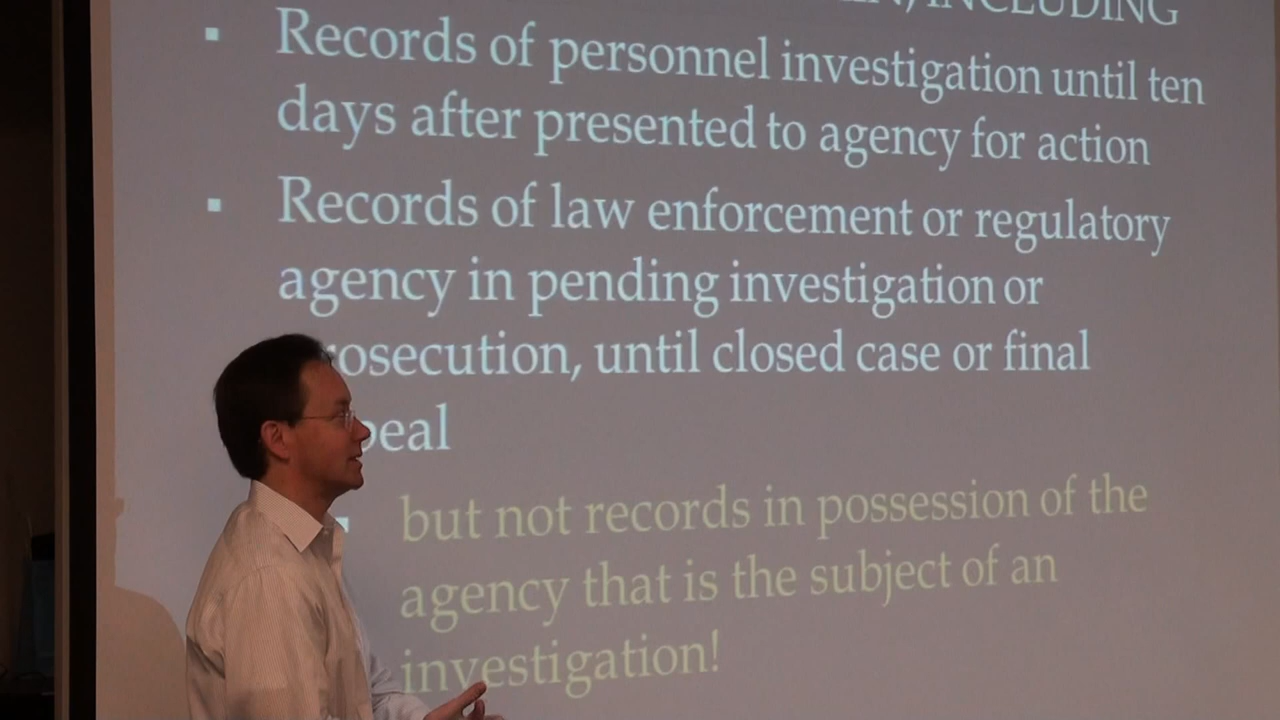 INCLUDING
▪ Records of personnel investigation until ten
days after presented to agency for action
▪ Records of law enforcement or regulatory
agency in pending investigation or
rosecution, until closed case or final
peal
▪ but not records in possession of the
agency that is the subject of an
investigation!